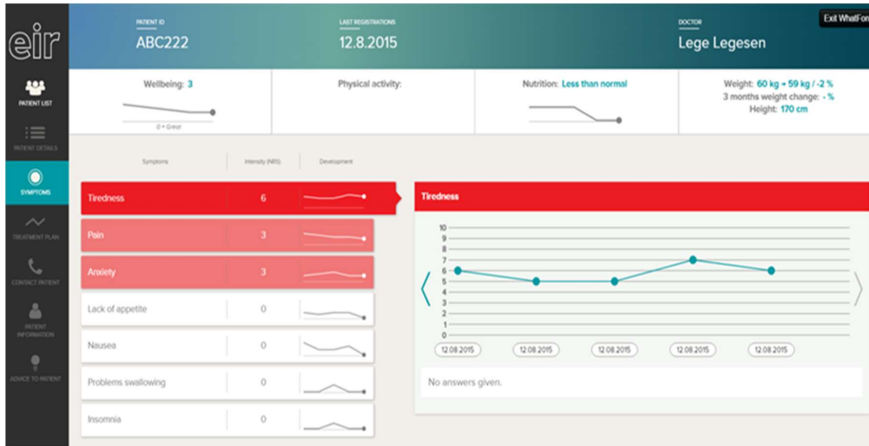 eir
PATIENT ID
ABC222
LAST REGISTRATIONS
12.8.2015
DOCTOR
Lege Legesen
Exit WhatFon
PATIENT LIST
PATIENT DETAILS
SYMPTOMS
TREATMENT PLAN
CONTACT PATIENT
PATIENT
INFORMATION
ADVICE TO PATIENT
Wellbeing: 3
0 = Great
Physical activity:
Nutrition: Less than normal
Weight: 60 kg → 59 kg / -2 %
3 months weight change: - %
Height: 170 cm
Symptoms Intensity (NRS) Development
Tiredness 6
Pain 3
Anxiety 3
Lack of appetite 0
Nausea 0
Problems swallowing 0
Insomnia 0
Tiredness
10
9
8
7
6
5
4
3
2
1
0
12.08.2015 12.08.2015 12.08.2015 12.08.2015 12.08.2015
No answers given.